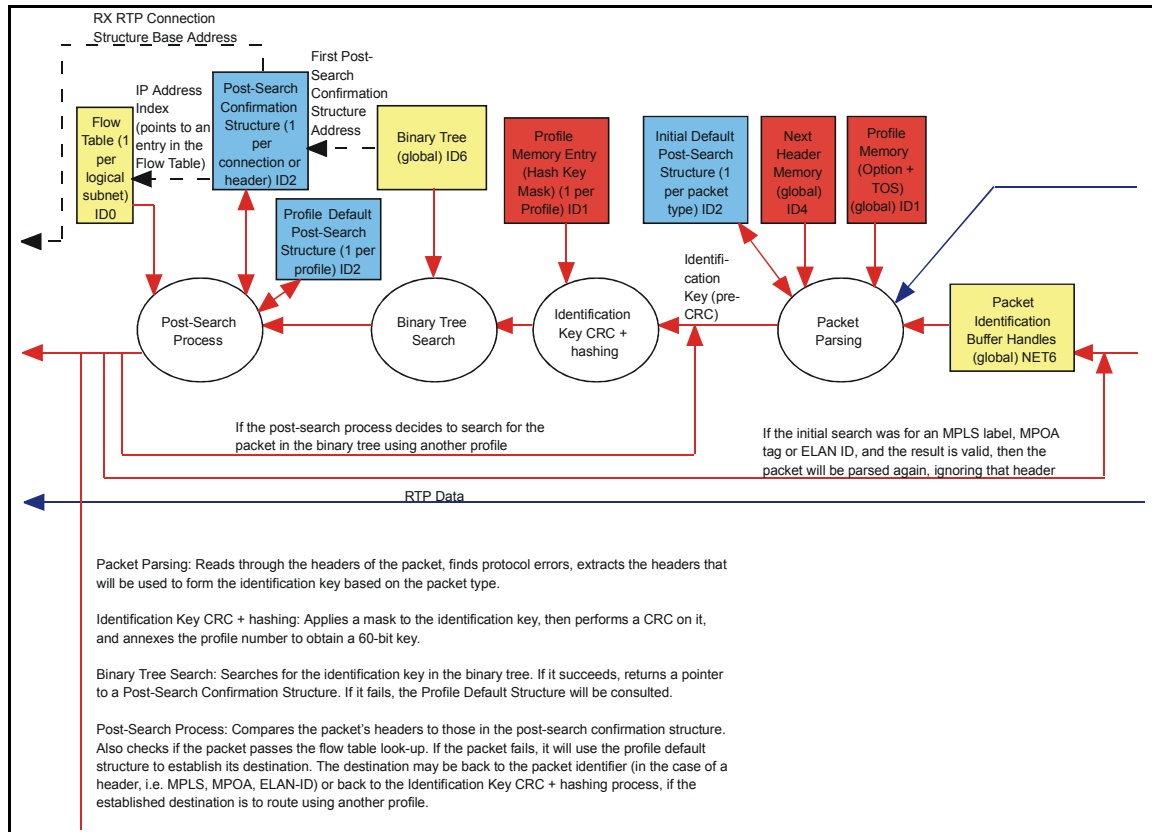 RX RTP Connection
Structure Base Address
First Post-
Search
Confirmation
Structure
Address
IP Address
Index
(points to an
entry in the
Flow Table)
Flow
Table (1
per
logical
subnet)
ID0
Post-Search
Confirmation
Structure (1
per
connection or
header) ID2
Binary Tree
(global) ID6
Profile
Memory Entry
(Hash Key
Mask) (1 per
Profile) ID1
Initial Default
Post-Search
Structure (1
per packet
type) ID2
Next
Header
Memory
(global)
ID4
Profile
Memory
(Option +
TOS)
(global) ID1
Profile Default
Post-Search
Structure (1 per
profile) ID2
Identifi-
cation
Key (pre-
CRC)
Post-Search
Process
Binary Tree
Search
Identification
Key CRC +
hashing
Packet
Parsing
Packet
Identification
Buffer Handles
(global) NET6
If the post-search process decides to search for the
packet in the binary tree using another profile
If the initial search was for an MPLS label, MPOA
tag or ELAN ID, and the result is valid, then the
packet will be parsed again, ignoring that header
RTP Data
Packet Parsing: Reads through the headers of the packet, finds protocol errors, extracts the headers that
will be used to form the identification key based on the packet type.
Identification Key CRC + hashing: Applies a mask to the identification key, then performs a CRC on it,
and annexes the profile number to obtain a 60-bit key.
Binary Tree Search: Searches for the identification key in the binary tree. If it succeeds, returns a pointer
to a Post-Search Confirmation Structure. If it fails, the Profile Default Structure will be consulted.
Post-Search Process: Compares the packet's headers to those in the post-search confirmation structure.
Also checks if the packet passes the flow table look-up. If the packet fails, it will use the profile default
structure to establish its destination. The destination may be back to the packet identifier (in the case of a
header, i.e. MPLS, MPOA, ELAN-ID) or back to the Identification Key CRC + hashing process, if the
established destination is to route using another profile.